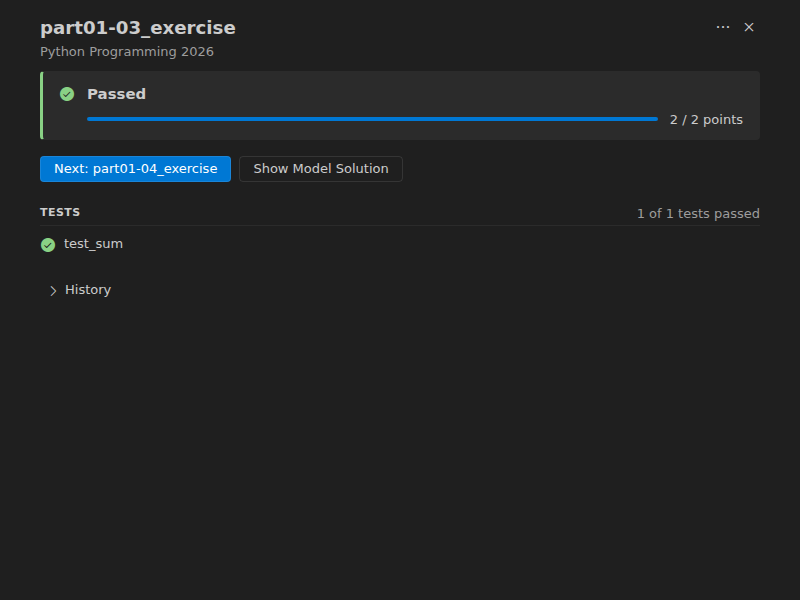 part01-03_exercise
Python Programming 2026
Passed
2 / 2 points
Next: part01-04_exercise
Show Model Solution
TESTS
1 of 1 tests passed
test_sum
History